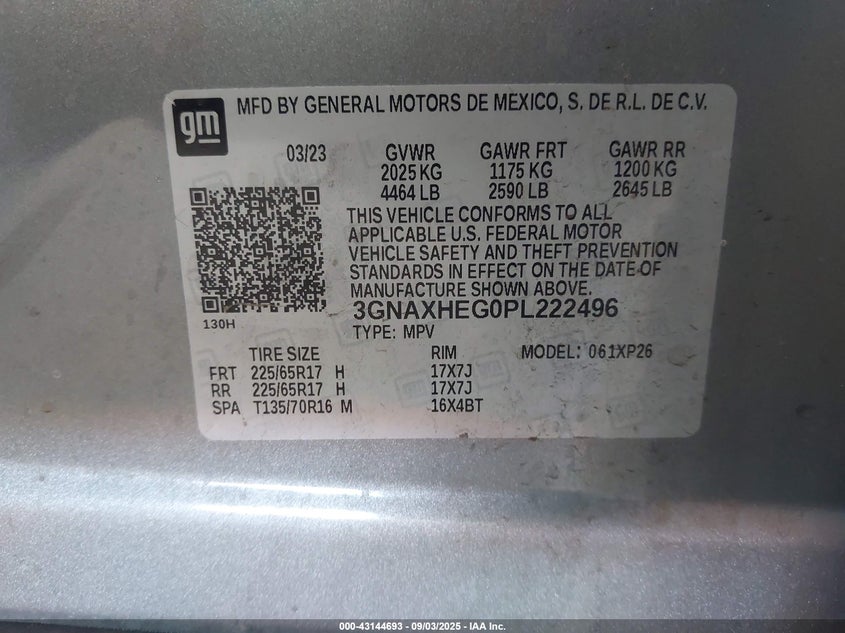 gm
MFD BY GENERAL MOTORS DE MEXICO, S. DE R.L. DE C.V.
03/23 GVWR GAWR FRT GAWR RR
2025 KG 1175 KG 1200 KG
4464 LB 2590 LB 2645 LB
THIS VEHICLE CONFORMS TO ALL
APPLICABLE U.S. FEDERAL MOTOR
VEHICLE SAFETY AND THEFT PREVENTION
STANDARDS IN EFFECT ON THE DATE OF
MANUFACTURE SHOWN ABOVE.
3GNAXHEG0PL222496
130H
TYPE: MPV
TIRE SIZE RIM MODEL: 061XP26
FRT 225/65R17 H 17X7J
RR 225/65R17 H 17X7J
SPA T135/70R16 M 16X4BT
000-43144693 - 09/03/2025 - IAA Inc.